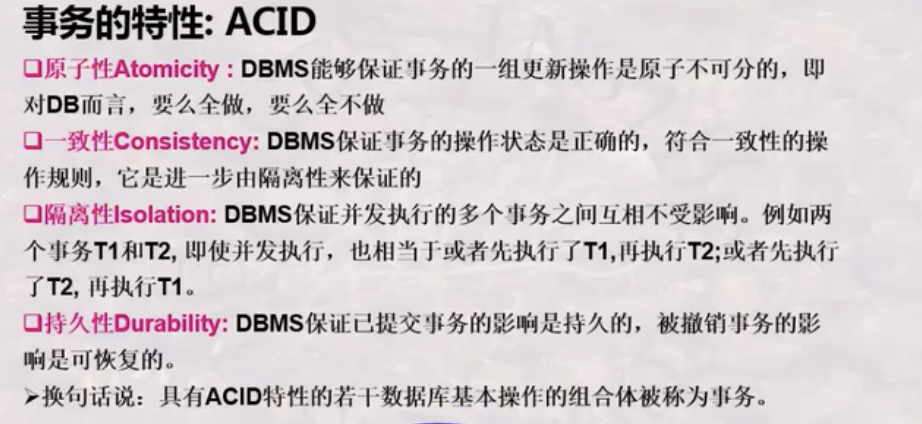 事务的特性: ACID
❑原子性Atomicity : DBMS能够保证事务的一组更新操作是原子不可分的，即
对DB而言，要么全做，要么全不做
❑一致性Consistency: DBMS保证事务的操作状态是正确的，符合一致性的操
作规则，它是进一步由隔离性来保证的
❑隔离性Isolation: DBMS保证并发执行的多个事务之间互相不受影响。例如两
个事务T1和T2, 即使并发执行，也相当于或者先执行了T1,再执行T2;或者先执行
了T2, 再执行T1。
❑持久性Durability: DBMS保证已提交事务的影响是持久的，被撤销事务的影
响是可恢复的。
➢换句话说：具有ACID特性的若干数据库基本操作的组合体被称为事务。